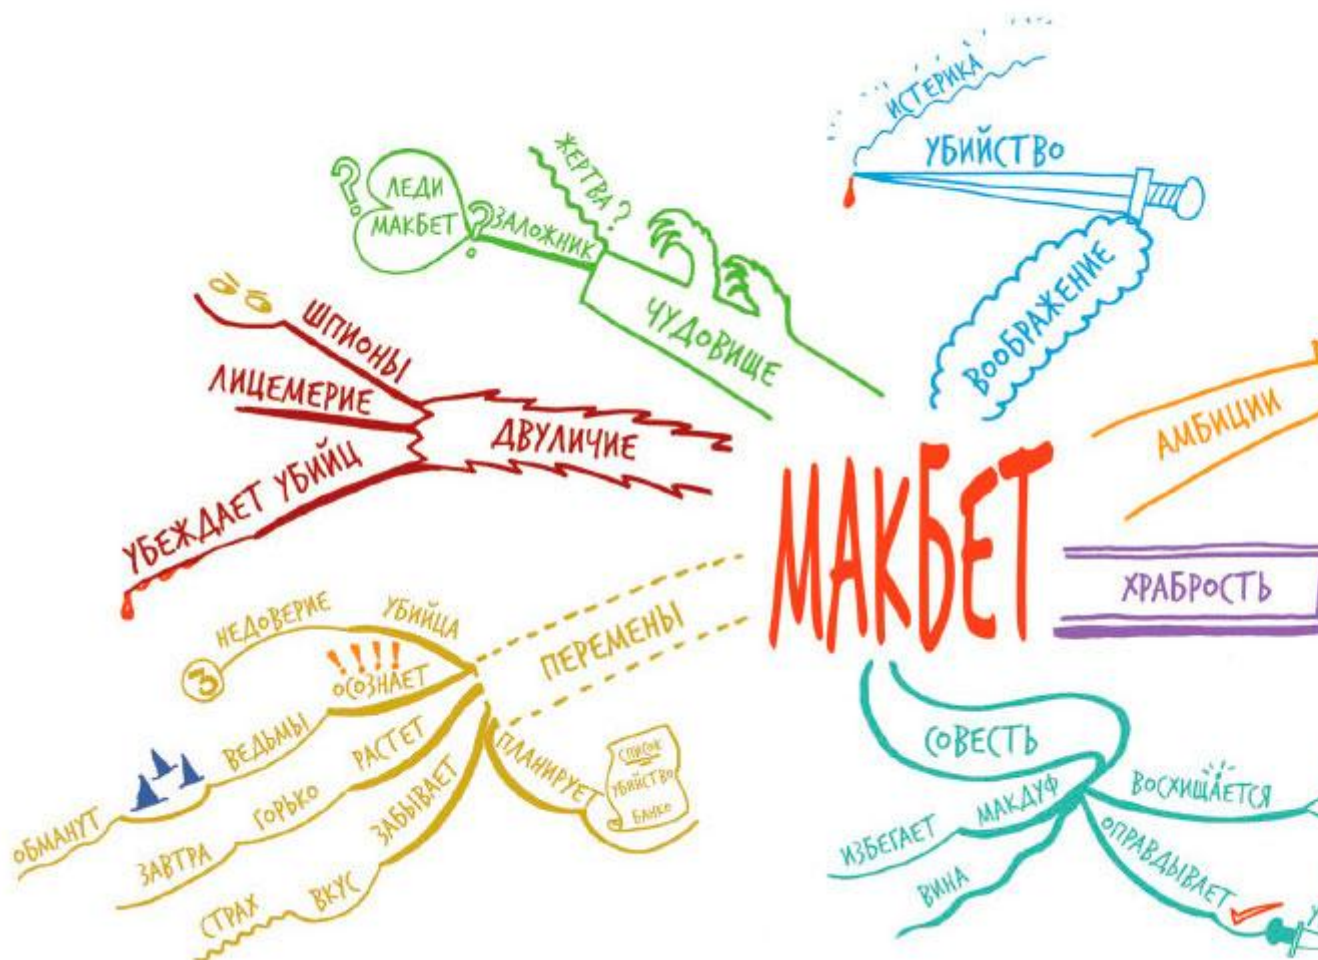 МАКБЕТ
ИСТЕРИКА
УБИЙСТВО
ВООБРАЖЕНИЕ
АМБИЦИИ
ХРАБРОСТЬ
СОВЕСТЬ
ВОСХИЩАЕТСЯ
ОПРАВДЫВАЕТ
МАКДУФ
ИЗБЕГАЕТ
ВИНА
ПЕРЕМЕНЫ
ПЛАНИРУЕТ
СПИСОК
УБИЙСТВО
БАНКО
ЗАБЫВАЕТ
ВКУС
СТРАХ
РАСТЕТ
ГОРЬКО
ЗАВТРА
!!!!
ОСОЗНАЕТ
ВЕДЬМЫ
ОБМАНУТ
УБИЙЦА
НЕДОВЕРИЕ
3
ДВУЛИЧИЕ
УБЕЖДАЕТ УБИЙЦ
ЛИЦЕМЕРИЕ
ШПИОНЫ
ЧУДОВИЩЕ
ЗАЛОЖНИК ?
ЛЕДИ
МАКБЕТ
?
ЖЕРТВА?